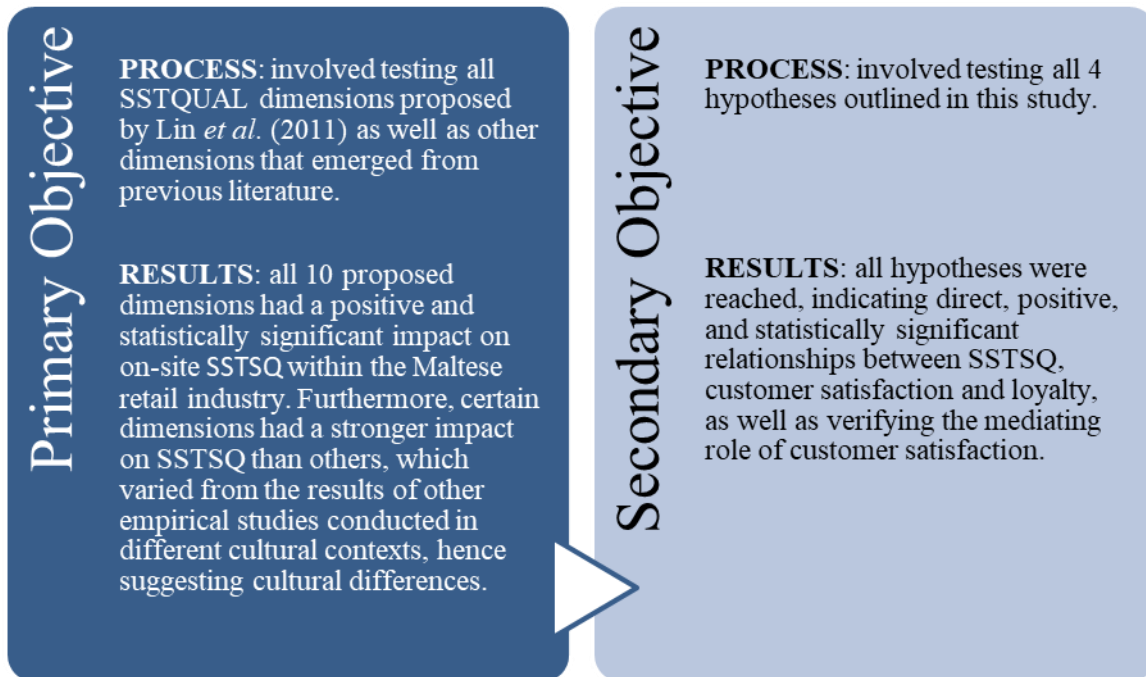 Primary Objective
PROCESS: involved testing all
SSTQUAL dimensions proposed
by Lin et al. (2011) as well as other
dimensions that emerged from
previous literature.
RESULTS: all 10 proposed
dimensions had a positive and
statistically significant impact on
on-site SSTSQ within the Maltese
retail industry. Furthermore, certain
dimensions had a stronger impact
on SSTSQ than others, which
varied from the results of other
empirical studies conducted in
different cultural contexts, hence
suggesting cultural differences.
Secondary Objective
PROCESS: involved testing all 4
hypotheses outlined in this study.
RESULTS: all hypotheses were
reached, indicating direct, positive,
and statistically significant
relationships between SSTSQ,
customer satisfaction and loyalty,
as well as verifying the mediating
role of customer satisfaction.